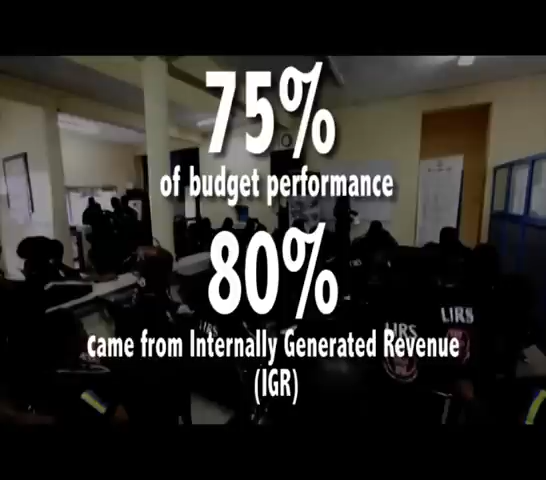 75%
of budget performance
80%
came from Internally Generated Revenue
(IGR)
LIRS
LIRS